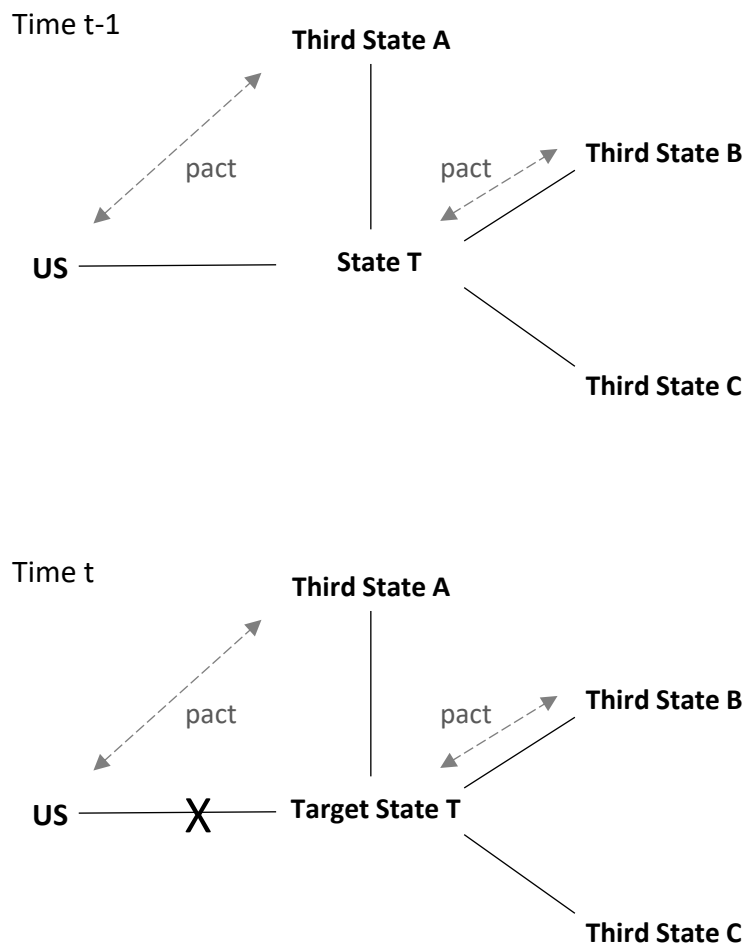 Time t-1
Third State A
pact
pact
Third State B
US
State T
Third State C
Time t
Third State A
pact
pact
Third State B
US
X
Target State T
Third State C